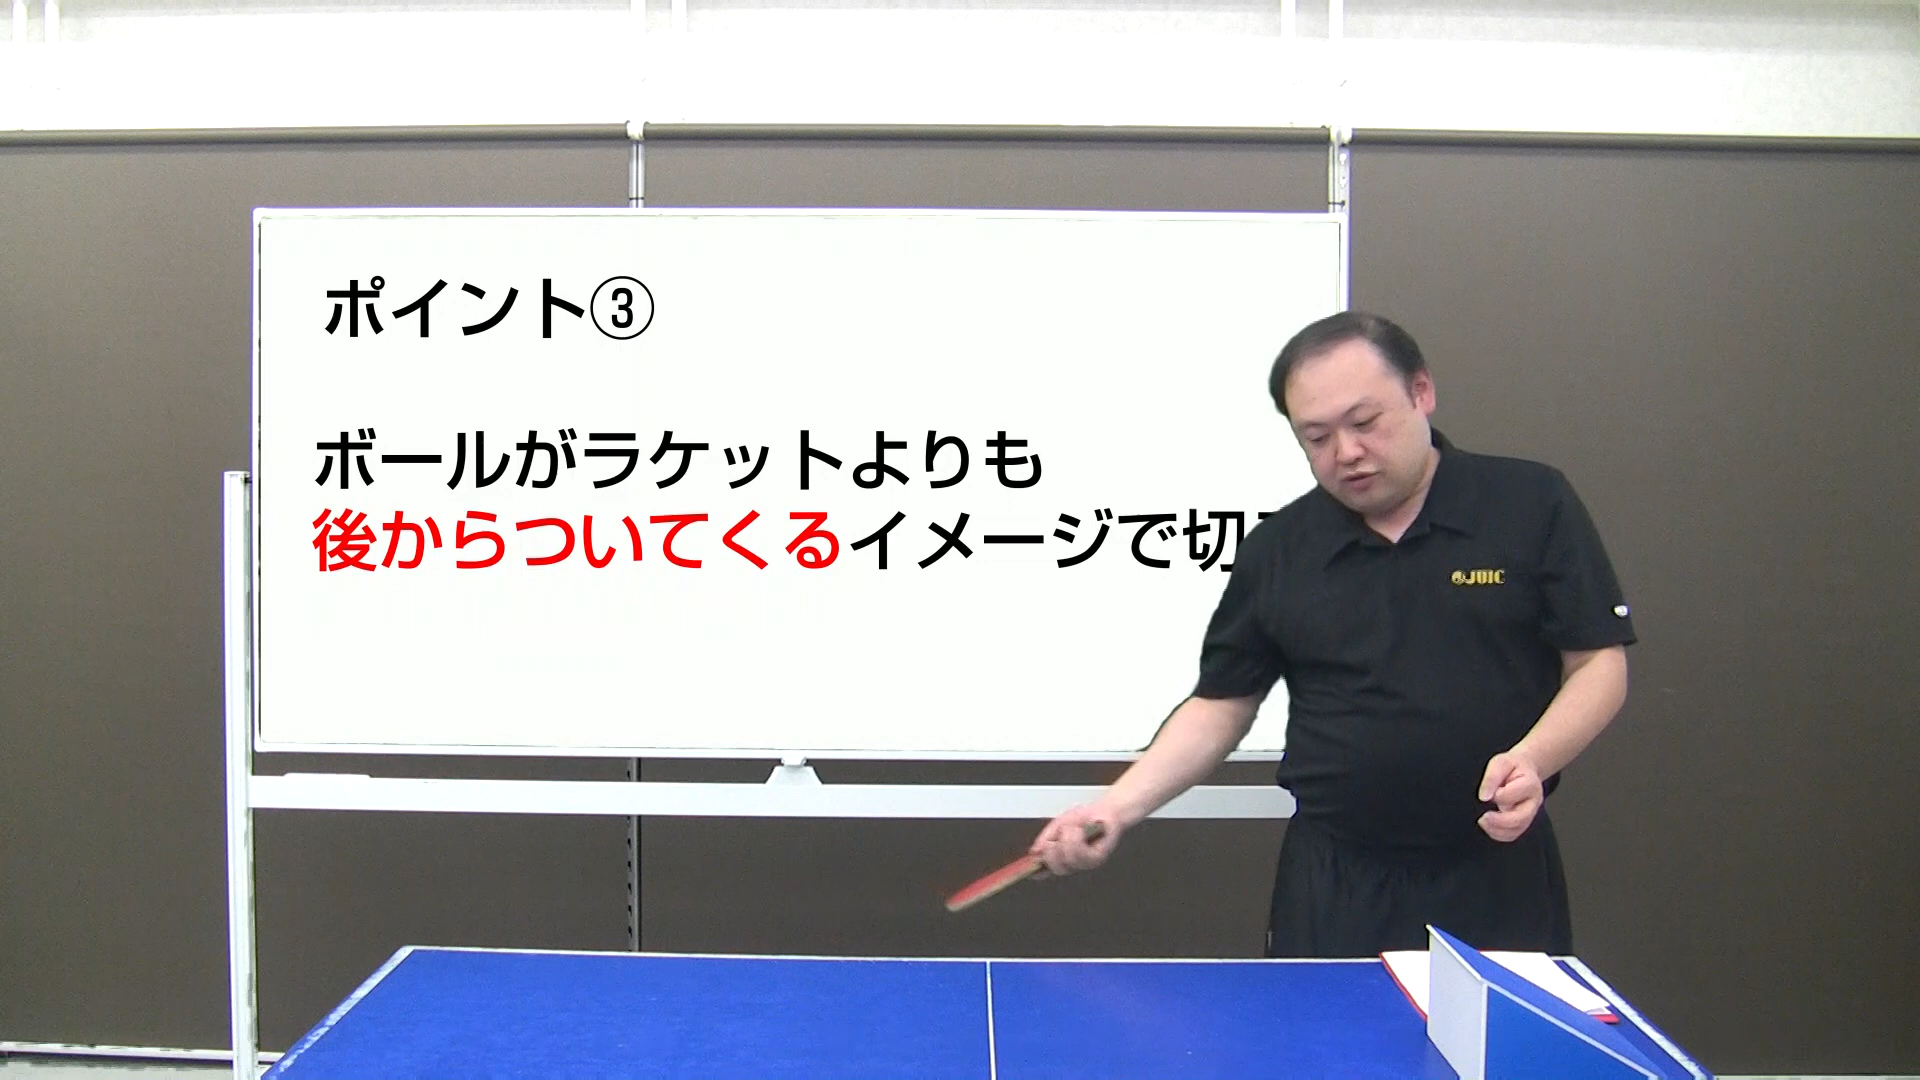 ポイント③
ボールがラケットよりも
後からついてくるイメージで切
JUIC